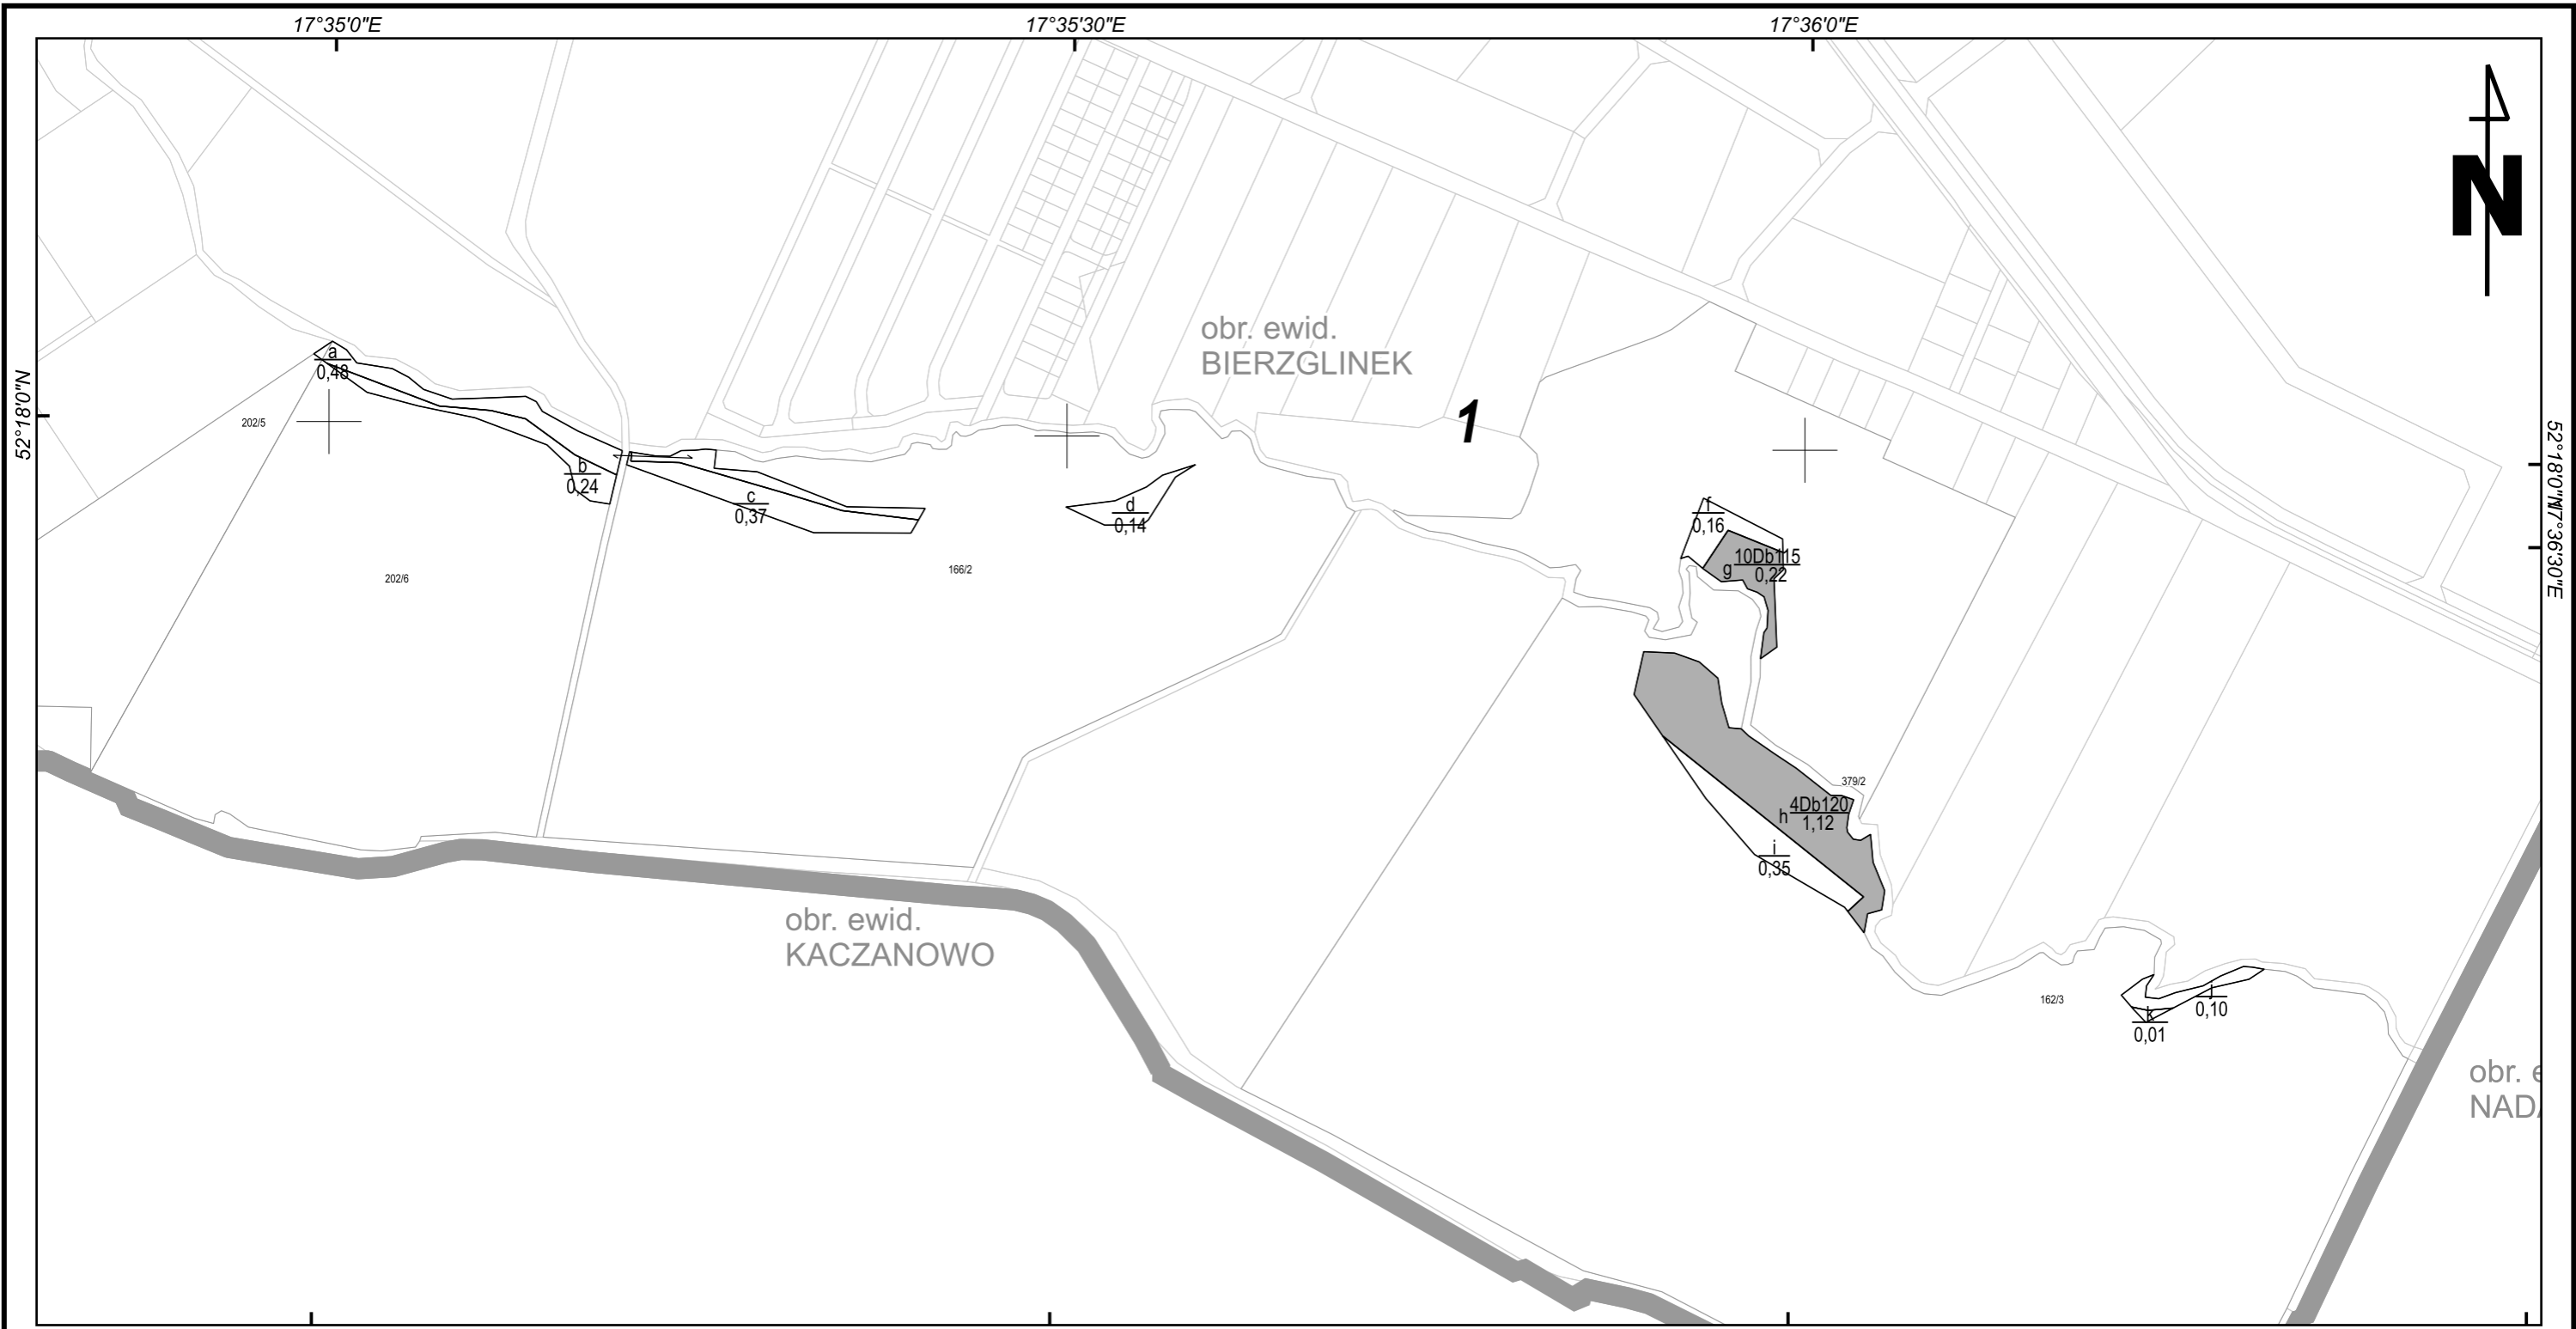 17°35'0"E
17°35'30"E
17°36'0"E
N
52°18'0"N
52°18'0"N
17°36'30"E
obr. ewid.
BIERZGLINEK
1
a
0,48
202/5
b
0,24
c
0,37
d
0,14
f
0,16
10Db115
g
0,22
202/6
166/2
379/2
4Db120
h
1,12
i
0,35
obr. ewid.
KACZANOWO
162/3
j
0,10
k
0,01
obr. e
NADA